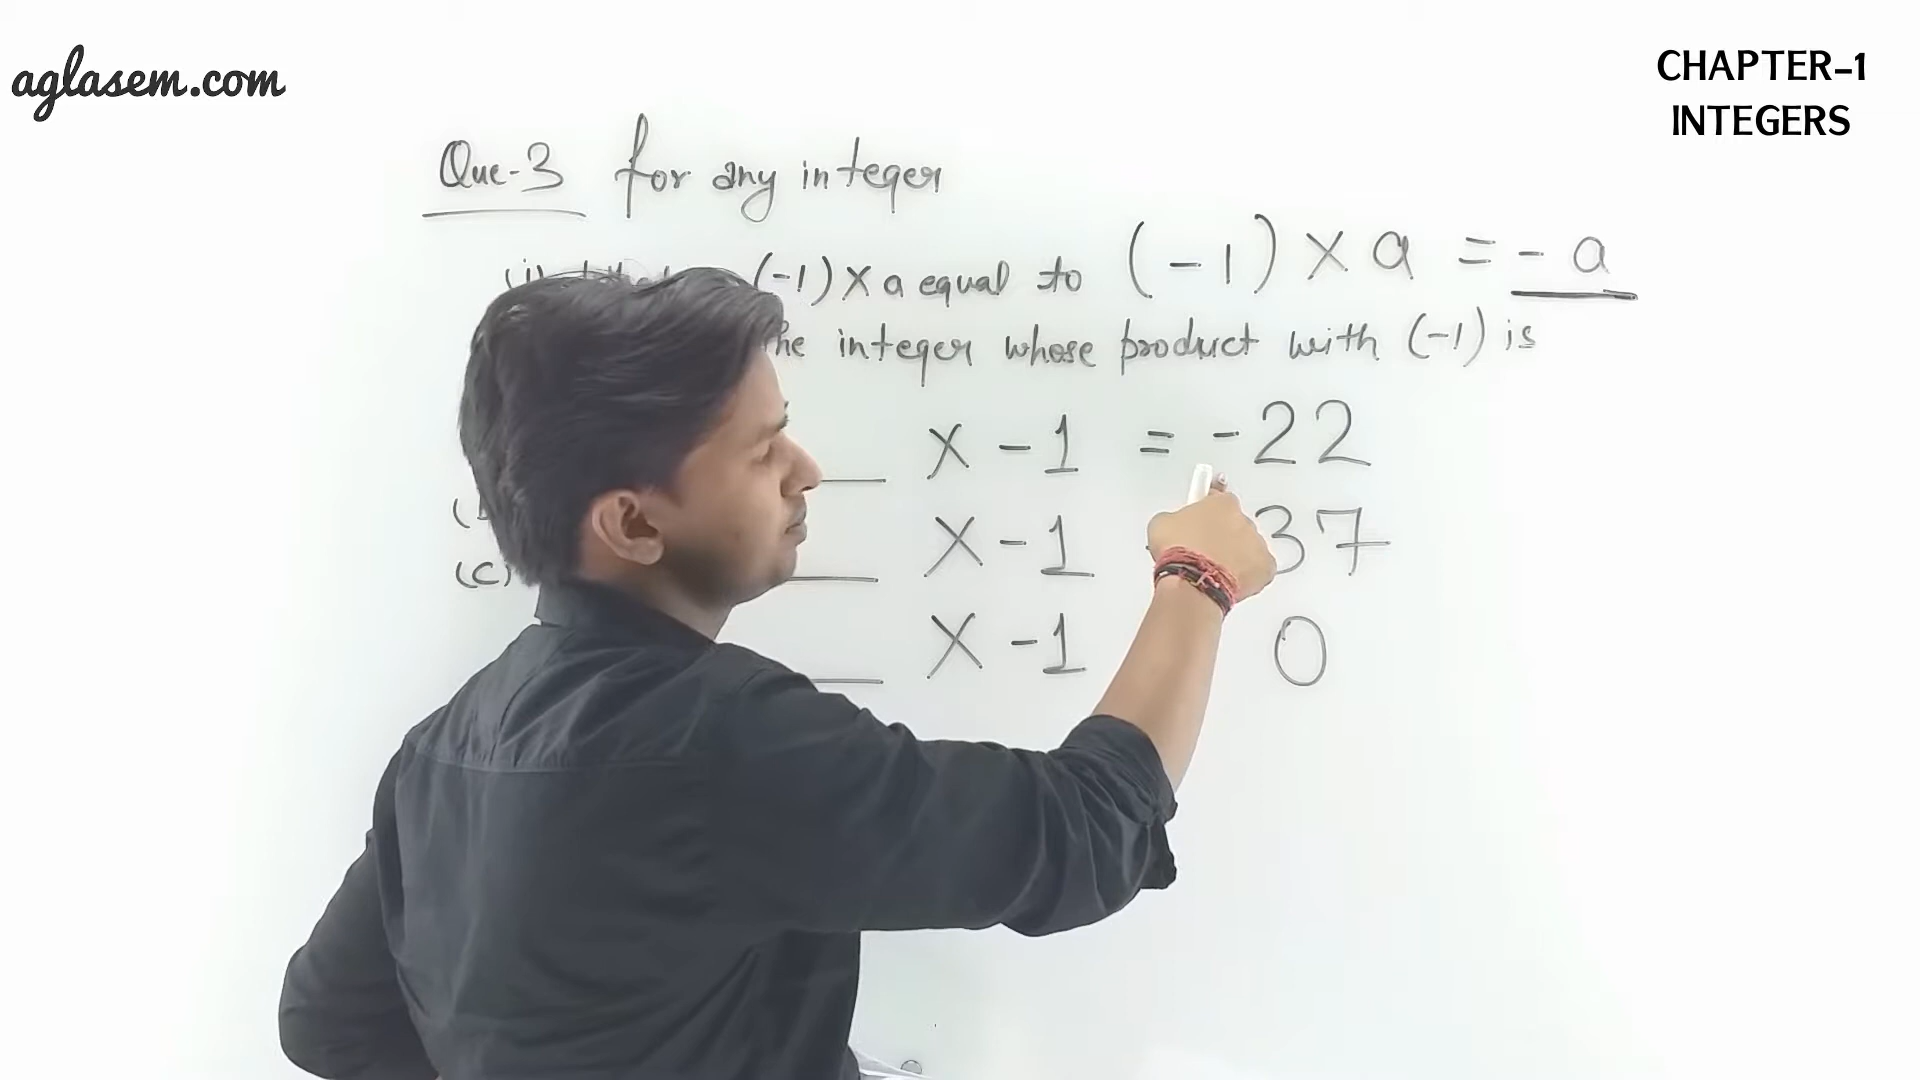 aglasem.com
CHAPTER-1
INTEGERS
Que-3 for any integer
(i) (-1) X a equal to (-1) X a = - a
the integer whose product with (-1) is
X -1 = -22
X -1 37
(c)
X -1 0